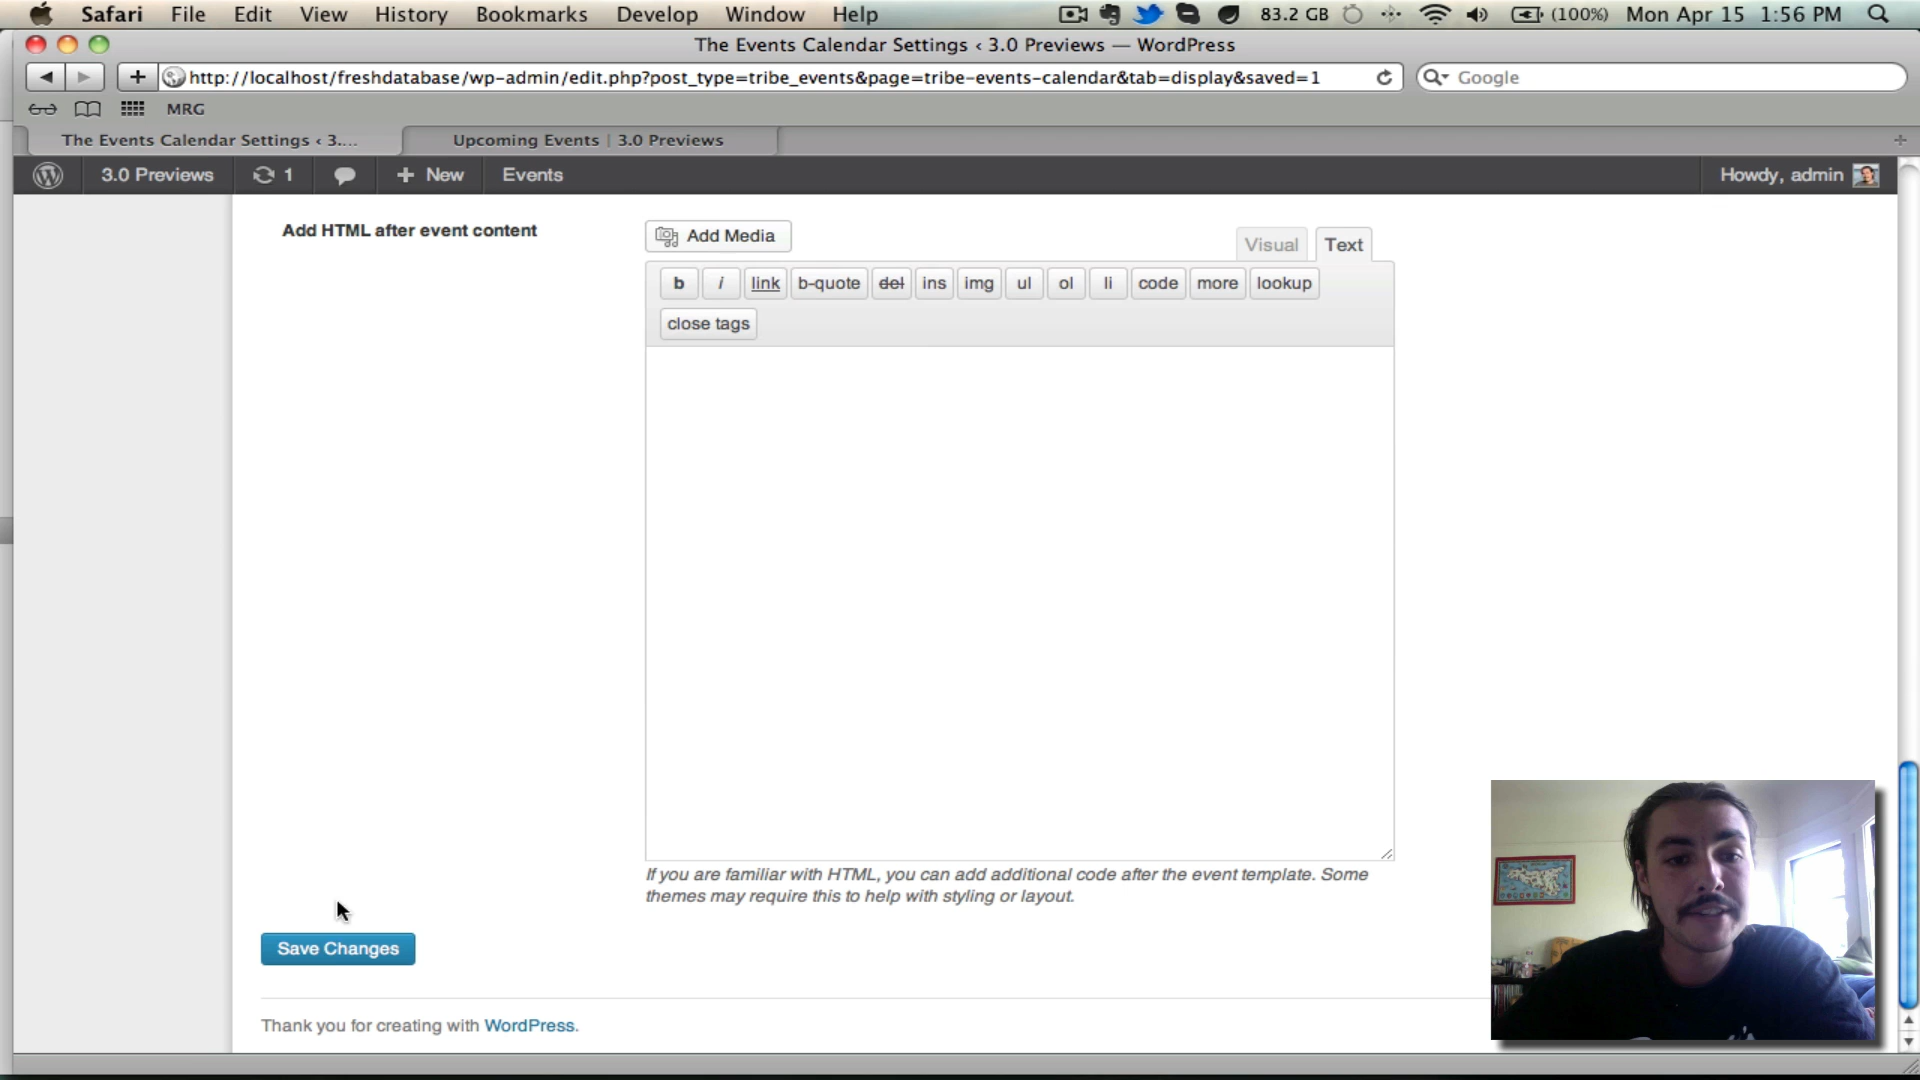 Safari File Edit View History Bookmarks Develop Window Help 83.2 GB (100%) Mon Apr 15 1:56 PM
The Events Calendar Settings ‹ 3.0 Previews — WordPress
http://localhost/freshdatabase/wp-admin/edit.php?post_type=tribe_events&page=tribe-events-calendar&tab=display&saved=1 Google
MRG
The Events Calendar Settings ‹ 3.... Upcoming Events | 3.0 Previews
3.0 Previews 1 + New Events Howdy, admin
Add HTML after event content Add Media Visual Text
b i link b-quote del ins img ul ol li code more lookup
close tags
If you are familiar with HTML, you can add additional code after the event template. Some
themes may require this to help with styling or layout.
Save Changes
Thank you for creating with WordPress.